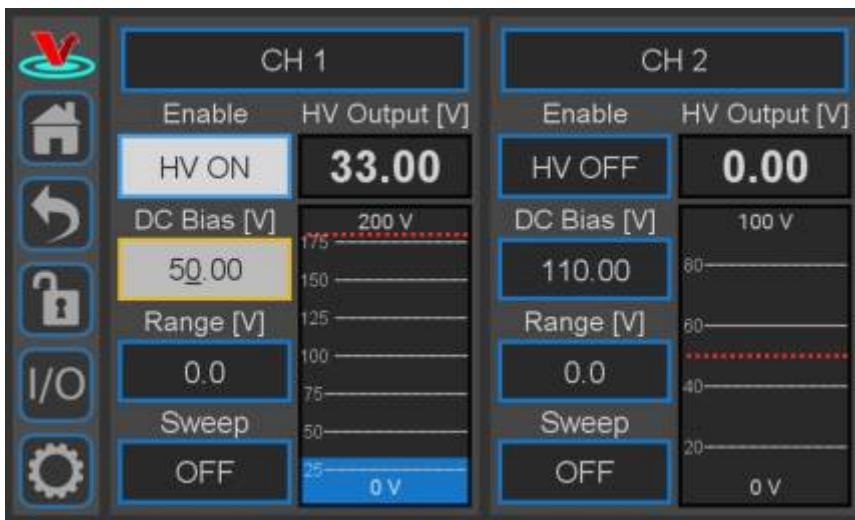 CH 1
Enable
HV Output [V]
HV ON
33.00
DC Bias [V]
50.00
Range [V]
0.0
Sweep
OFF
200 V
175
150
125
100
75
50
25
0 V
CH 2
Enable
HV Output [V]
HV OFF
0.00
DC Bias [V]
110.00
Range [V]
0.0
Sweep
OFF
100 V
80
60
40
20
0 V
I/O